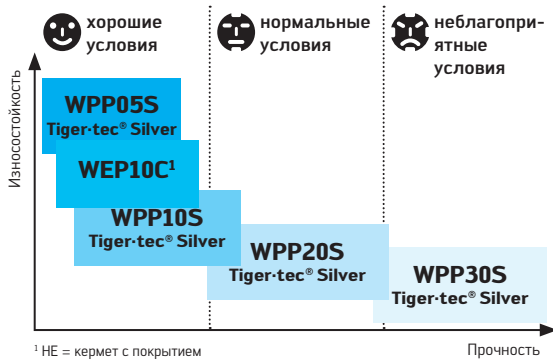 хорошие
условия
нормальные
условия
неблагопри-
ятные
условия
Износостойкость
WPP05S
Tiger·tec® Silver
WEP10C¹
WPP10S
Tiger·tec® Silver
WPP20S
Tiger·tec® Silver
WPP30S
Tiger·tec® Silver
¹ HE = кермет с покрытием
Прочность